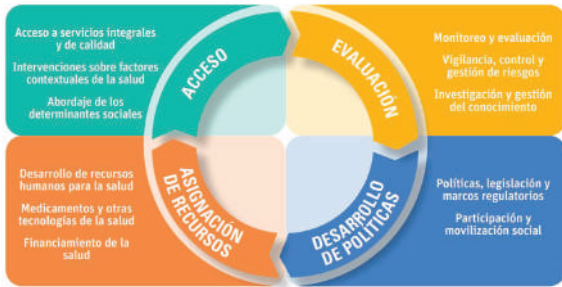 Acceso a servicios integrales
y de calidad
Intervenciones sobre factores
contextuales de la salud
Abordaje de los
determinantes sociales
ACCESO
EVALUACIÓN
Monitoreo y evaluación
Vigilancia, control y
gestión de riesgos
Investigación y gestión
del conocimiento
Desarrollo de recursos
humanos para la salud
Medicamentos y otras
tecnologías de la salud
Financiamiento de la
salud
ASIGNACIÓN
DE RECURSOS
DESARROLLO
DE POLÍTICAS
Políticas, legislación y
marcos regulatorios
Participación y
movilización social